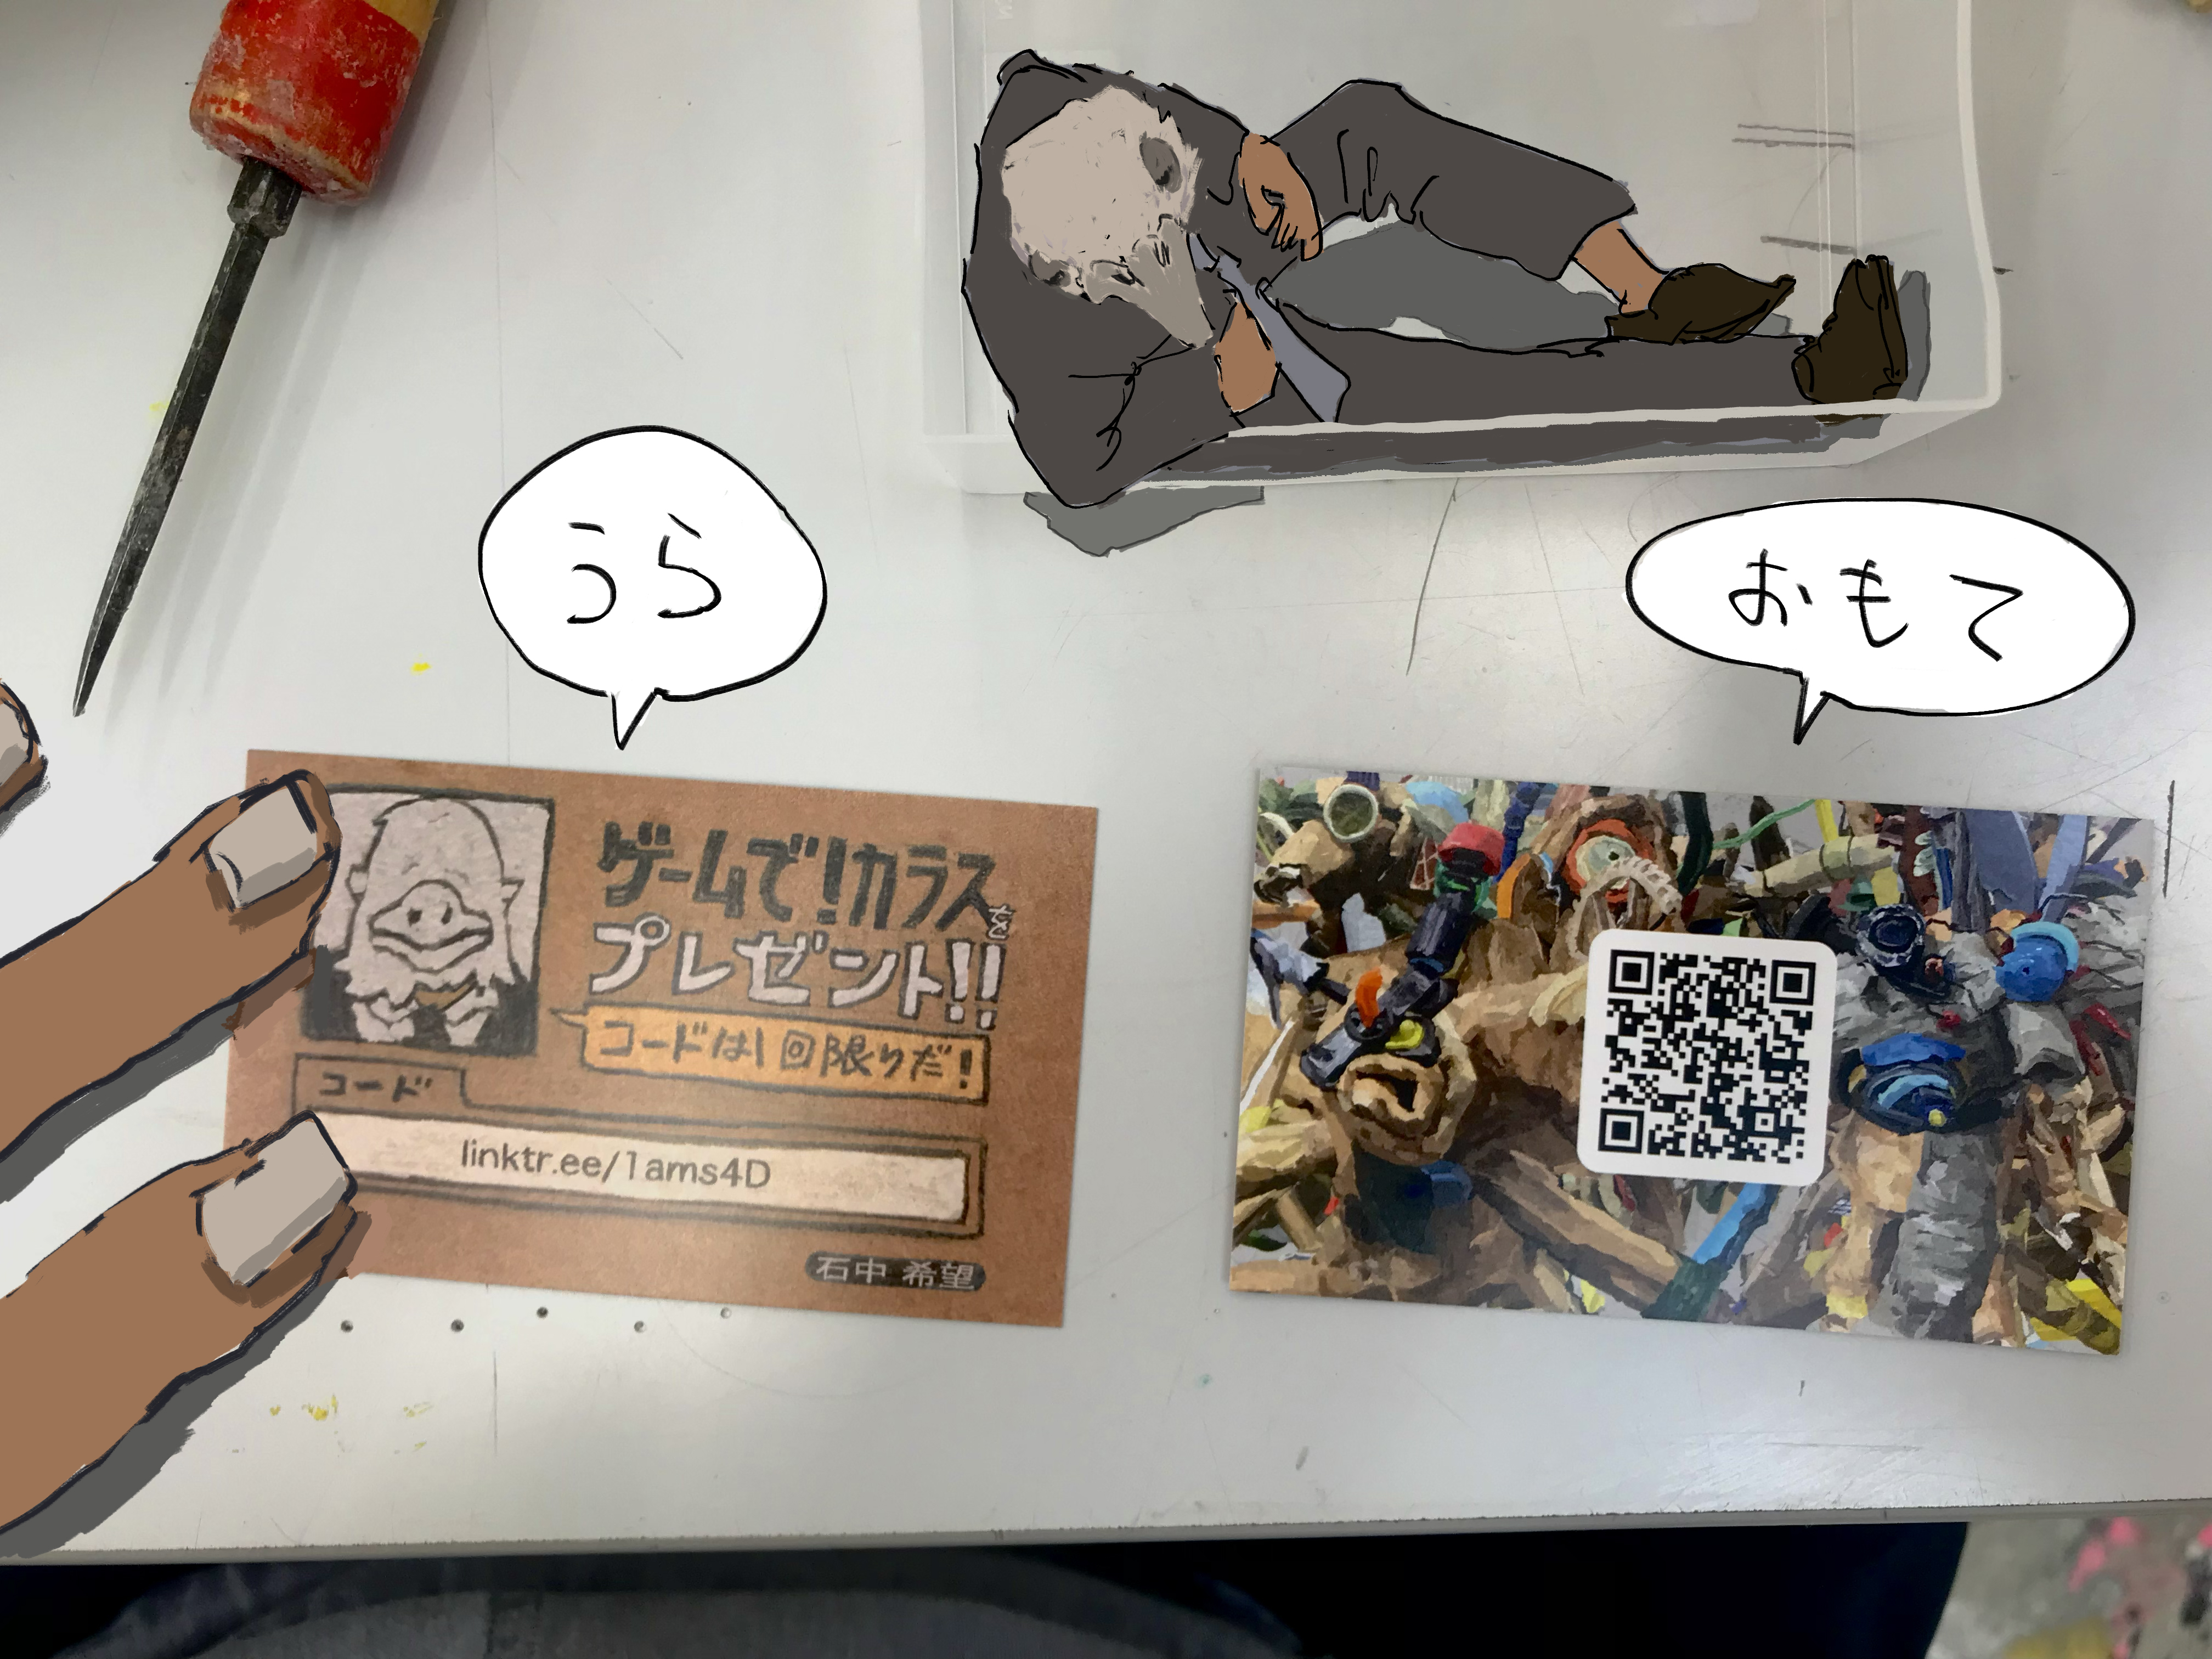 うら
おもて
ゲームで!カラスを
プレゼント!!
コードは1回限りだ!
コード
linktr.ee/1ams4D
石中 希望